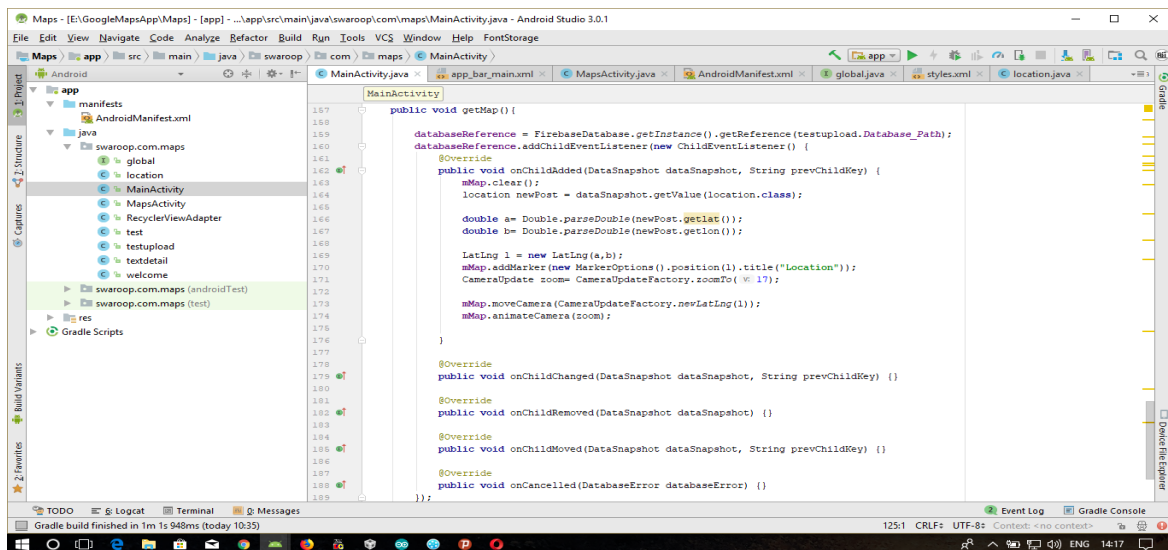 Maps - [E:\GoogleMapsApp\Maps] - [app] - ...\app\src\main\java\swaroop\com\maps\MainActivity.java - Android Studio 3.0.1
File Edit View Navigate Code Analyze Refactor Build Run Tools VCS Window Help FontStorage
Maps app src main java swaroop com maps MainActivity app
Android
MainActivity.java app_bar_main.xml MapsActivity.java AndroidManifest.xml global.java styles.xml location.java
MainActivity
1: Project
Z: Structure
Captures
Build Variants
2: Favorites
app
manifests
AndroidManifest.xml
java
swaroop.com.maps
global
location
MainActivity
MapsActivity
RecyclerViewAdapter
test
testupload
textdetail
welcome
swaroop.com.maps (androidTest)
swaroop.com.maps (test)
res
Gradle Scripts
157 public void getMap(){
158
159 databaseReference = FirebaseDatabase.getInstance().getReference(testupload.Database_Path);
160 databaseReference.addChildEventListener(new ChildEventListener() {
161 @Override
162 public void onChildAdded(DataSnapshot dataSnapshot, String prevChildKey) {
163 mMap.clear();
164 location newPost = dataSnapshot.getValue(location.class);
165
166 double a= Double.parseDouble(newPost.getlat());
167 double b= Double.parseDouble(newPost.getlon());
168
169 LatLng l = new LatLng(a,b);
170 mMap.addMarker(new MarkerOptions().position(l).title("Location"));
171 CameraUpdate zoom= CameraUpdateFactory.zoomTo( v: 17);
172
173 mMap.moveCamera(CameraUpdateFactory.newLatLng(l));
174 mMap.animateCamera(zoom);
175
176 }
177
178 @Override
179 public void onChildChanged(DataSnapshot dataSnapshot, String prevChildKey) {}
180
181 @Override
182 public void onChildRemoved(DataSnapshot dataSnapshot) {}
183
184 @Override
185 public void onChildMoved(DataSnapshot dataSnapshot, String prevChildKey) {}
186
187 @Override
188 public void onCancelled(DatabaseError databaseError) {}
189 });
Gradle
Device File Explorer
TODO 6: Logcat Terminal 0: Messages 2 Event Log Gradle Console
Gradle build finished in 1m 1s 948ms (today 10:35) 125:1 CRLF UTF-8 Context: <no context>
ENG 14:17